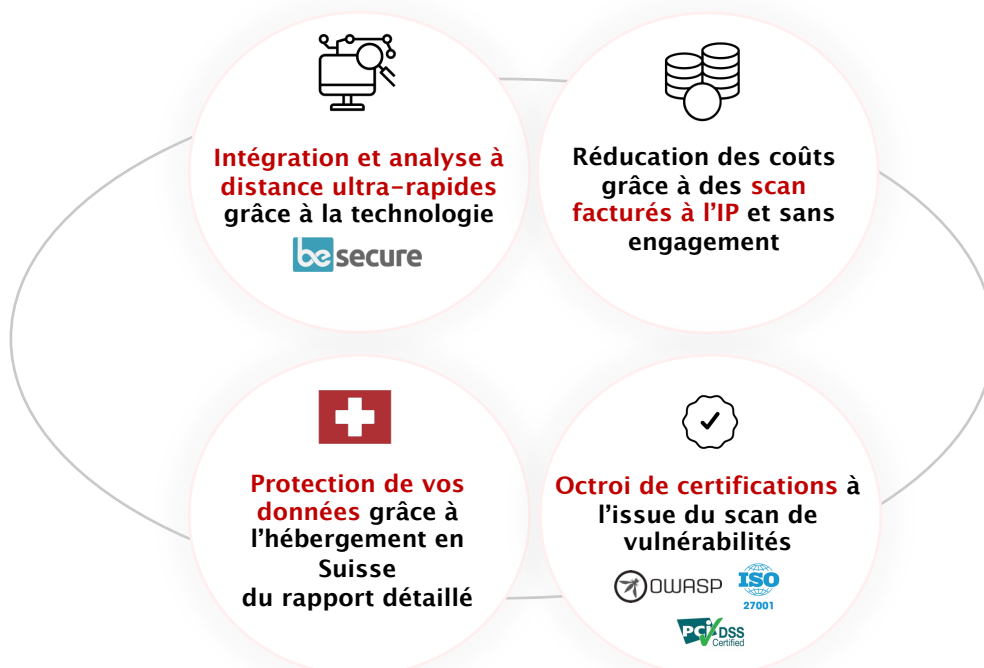 Intégration et analyse à
distance ultra-rapides
grâce à la technologie
be secure
Réducation des coûts
grâce à des scan
facturés à l'IP et sans
engagement
Protection de vos
données grâce à
l'hébergement en
Suisse
du rapport détaillé
Octroi de certifications à
l'issue du scan de
vulnérabilités
OWASP
ISO
27001
PCi DSS
Certified